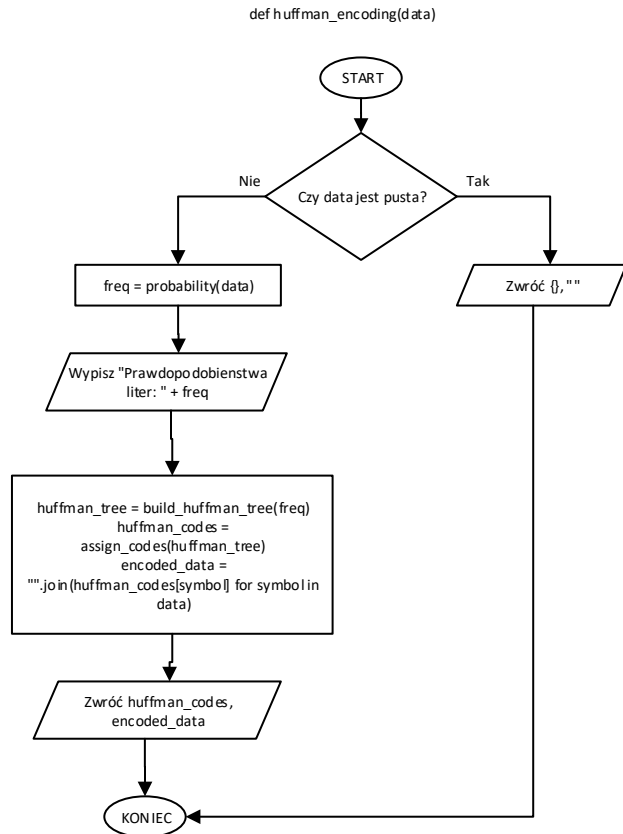 def huffman_encoding(data)
START
Nie
Tak
Czy data jest pusta?
freq = probability(data)
Zwróć {}, ""
Wypisz "Prawdopodobienstwa
liter: " + freq
huffman_tree = build_huffman_tree(freq)
huffman_codes =
assign_codes(huffman_tree)
encoded_data =
"".join(huffman_codes[symbol] for symbol in
data)
Zwróć huffman_codes,
encoded_data
KONIEC